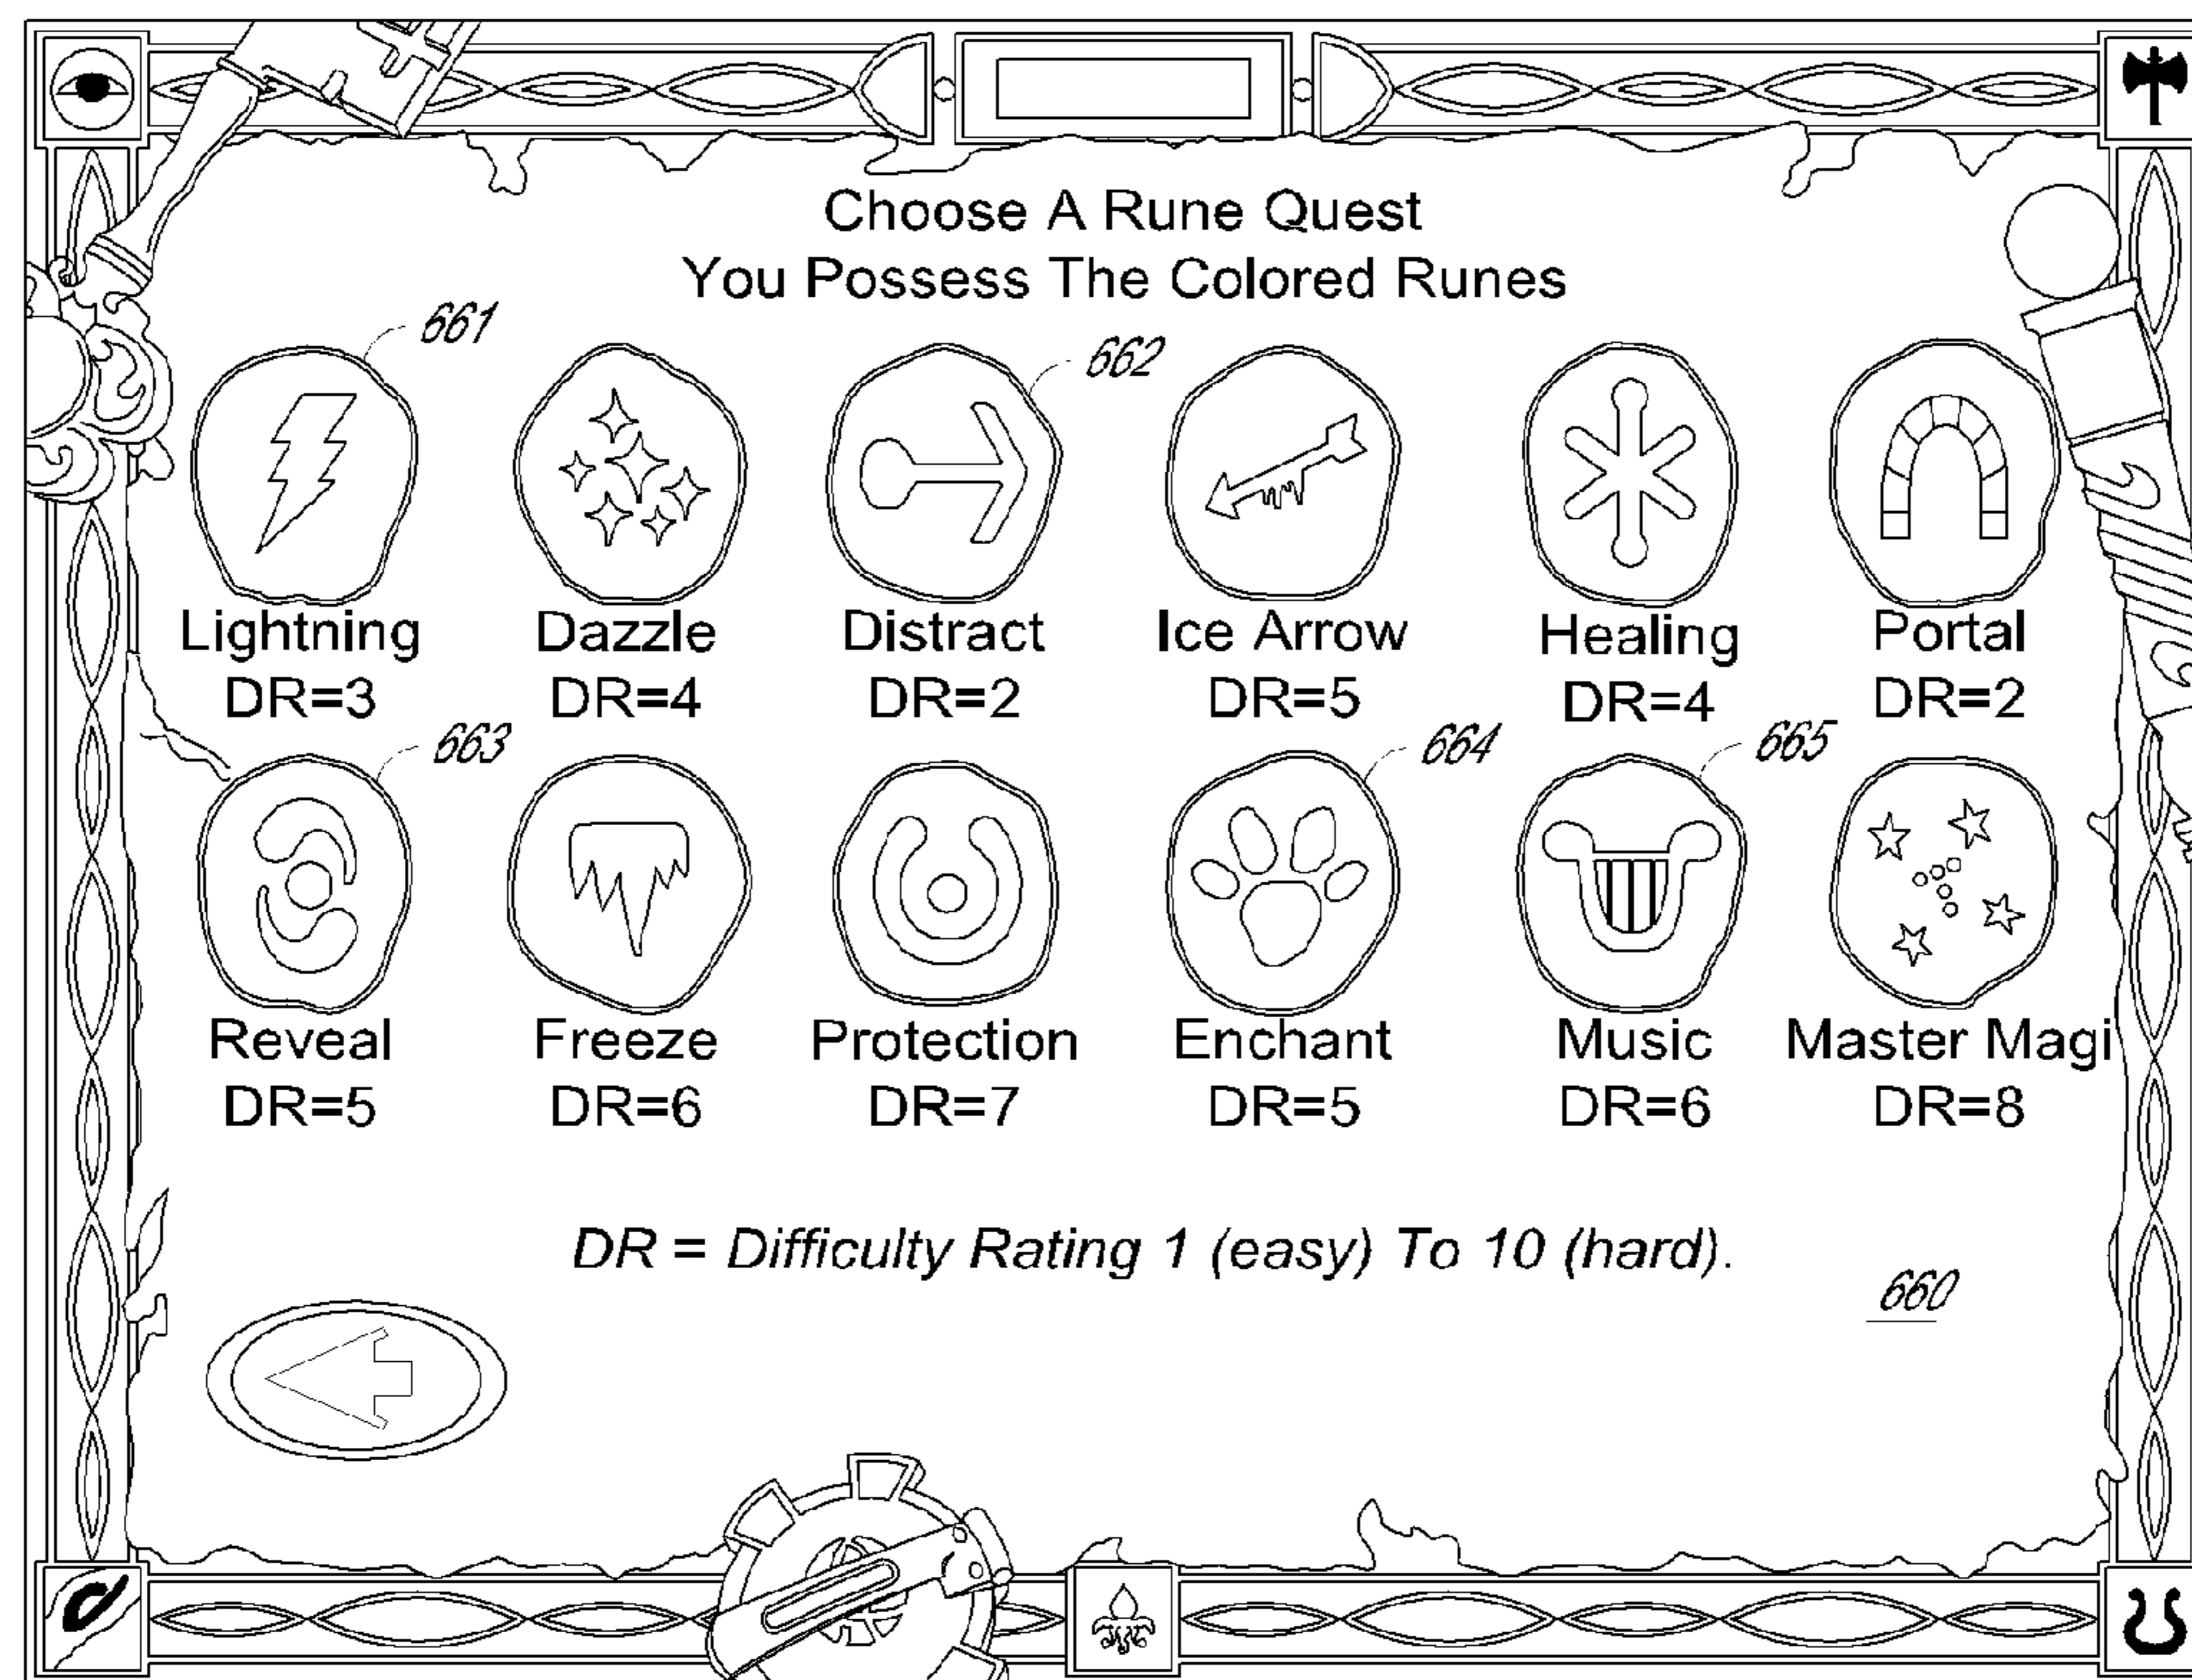 Choose A Rune Quest
You Possess The Colored Runes
661
662
Lightning Dazzle Distract Ice Arrow Healing Portal
DR=3 DR=4 DR=2 DR=5 DR=4 DR=2
663 664 665
Reveal Freeze Protection Enchant Music Master Magi
DR=5 DR=6 DR=7 DR=5 DR=6 DR=8
DR = Difficulty Rating 1 (easy) To 10 (hard).
660